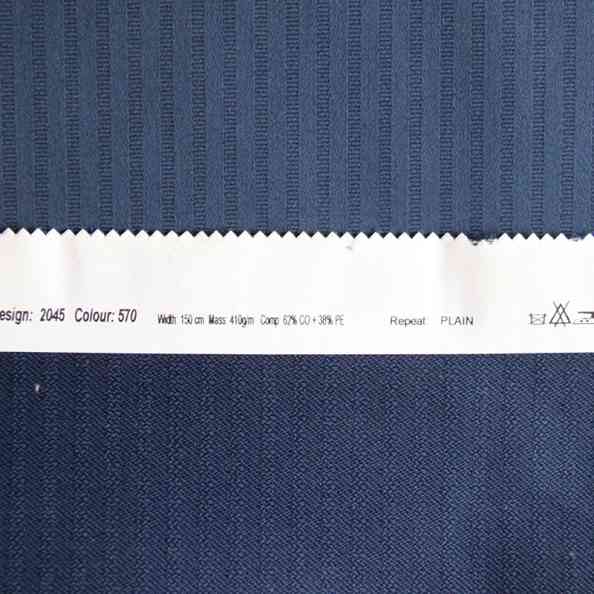 esign: 2045 Colour: 570 Width: 150 cm Mass: 410g/m Comp: 62% CO + 38% PE Repeat: PLAIN